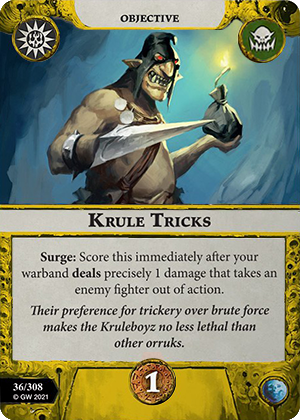 OBJECTIVE
KRULE TRICKS
Surge: Score this immediately after your
warband deals precisely 1 damage that takes an
enemy fighter out of action.
Their preference for trickery over brute force
makes the Kruleboyz no less lethal than
other orruks.
36/308
© GW 2021
1